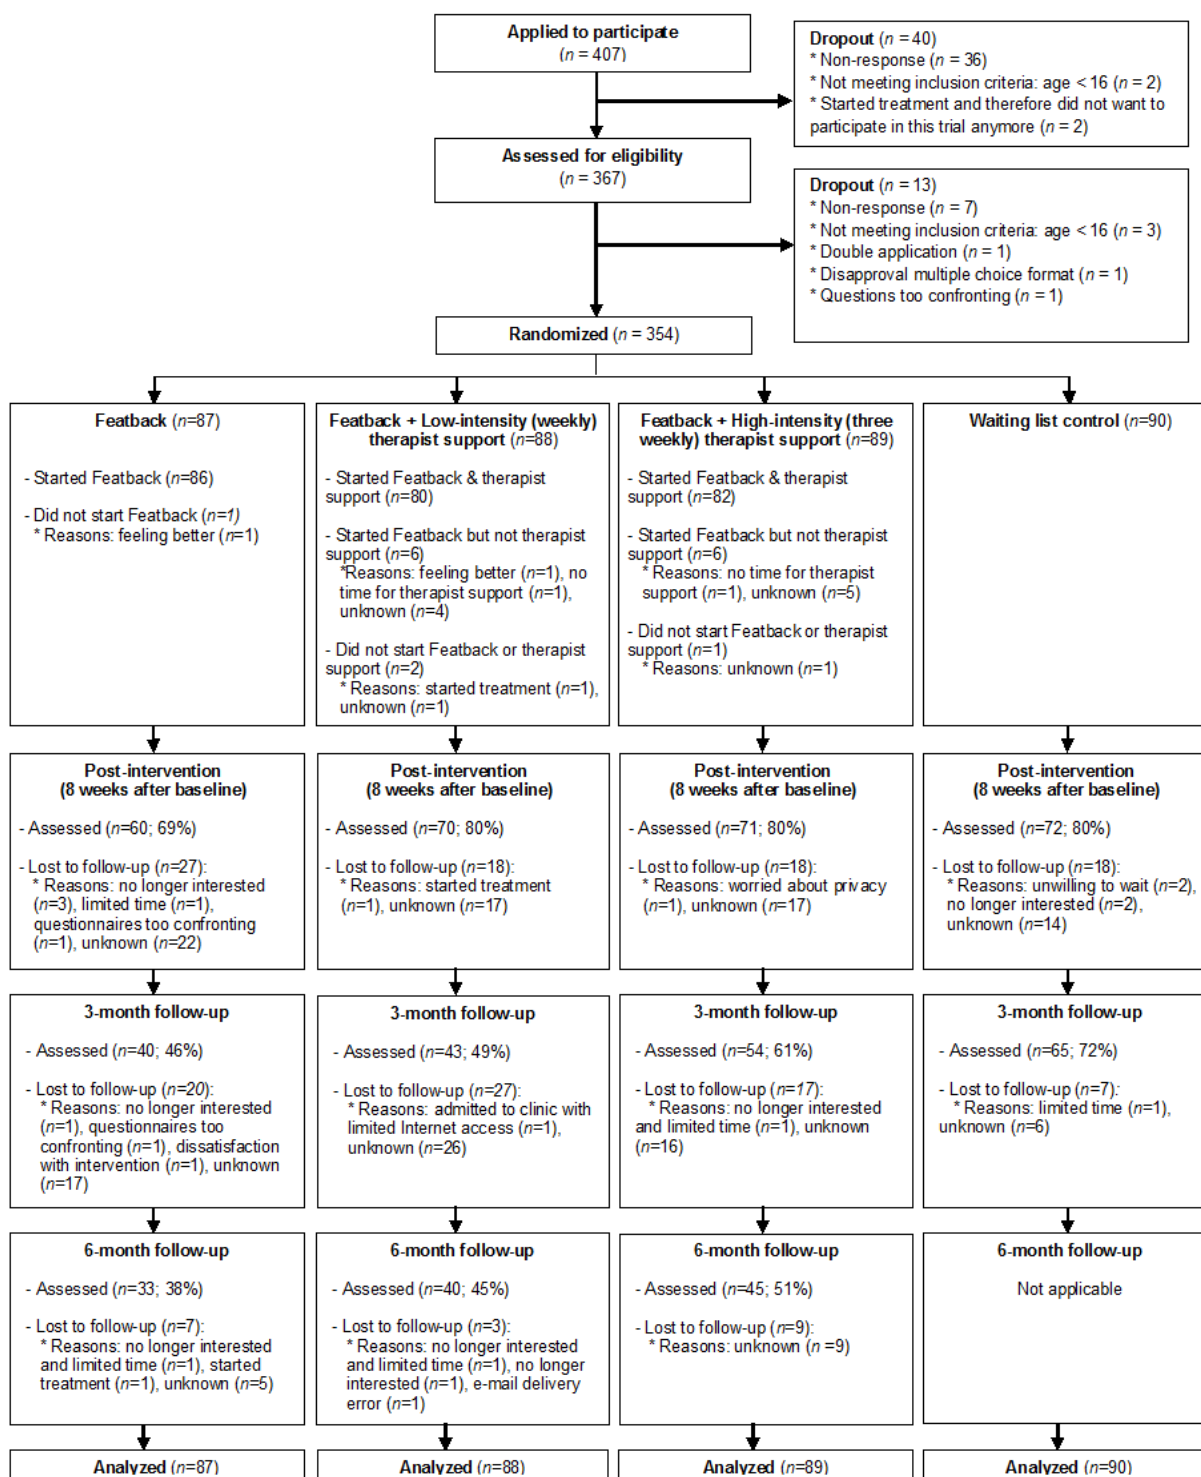 Applied to participate
(n = 407)
Dropout (n = 40)
* Non-response (n = 36)
* Not meeting inclusion criteria: age < 16 (n = 2)
* Started treatment and therefore did not want to
participate in this trial anymore (n = 2)
Assessed for eligibility
(n = 367)
Dropout (n = 13)
* Non-response (n = 7)
* Not meeting inclusion criteria: age < 16 (n = 3)
* Double application (n = 1)
* Disapproval multiple choice format (n = 1)
* Questions too confronting (n = 1)
Randomized (n = 354)
Featback (n=87)
- Started Featback (n=86)
- Did not start Featback (n=1)
* Reasons: feeling better (n=1)
Featback + Low-intensity (weekly)
therapist support (n=88)
- Started Featback & therapist
support (n=80)
- Started Featback but not therapist
support (n=6)
*Reasons: feeling better (n=1), no
time for therapist support (n=1),
unknown (n=4)
- Did not start Featback or therapist
support (n=2)
* Reasons: started treatment (n=1),
unknown (n=1)
Featback + High-intensity (three
weekly) therapist support (n=89)
- Started Featback & therapist
support (n=82)
- Started Featback but not therapist
support (n=6)
* Reasons: no time for therapist
support (n=1), unknown (n=5)
- Did not start Featback or therapist
support (n=1)
* Reasons: unknown (n=1)
Waiting list control (n=90)
Post-intervention
(8 weeks after baseline)
- Assessed (n=60; 69%)
- Lost to follow-up (n=27):
* Reasons: no longer interested
(n=3), limited time (n=1),
questionnaires too confronting
(n=1), unknown (n=22)
Post-intervention
(8 weeks after baseline)
- Assessed (n=70; 80%)
- Lost to follow-up (n=18):
* Reasons: started treatment
(n=1), unknown (n=17)
Post-intervention
(8 weeks after baseline)
- Assessed (n=71; 80%)
- Lost to follow-up (n=18):
* Reasons: worried about privacy
(n=1), unknown (n=17)
Post-intervention
(8 weeks after baseline)
- Assessed (n=72; 80%)
- Lost to follow-up (n=18):
* Reasons: unwilling to wait (n=2),
no longer interested (n=2),
unknown (n=14)
3-month follow-up
- Assessed (n=40; 46%)
- Lost to follow-up (n=20):
* Reasons: no longer interested
(n=1), questionnaires too
confronting (n=1), dissatisfaction
with intervention (n=1), unknown
(n=17)
3-month follow-up
- Assessed (n=43; 49%)
- Lost to follow-up (n=27):
* Reasons: admitted to clinic with
limited Internet access (n=1),
unknown (n=26)
3-month follow-up
- Assessed (n=54; 61%)
- Lost to follow-up (n=17):
* Reasons: no longer interested
and limited time (n=1), unknown
(n=16)
3-month follow-up
- Assessed (n=65; 72%)
- Lost to follow-up (n=7):
* Reasons: limited time (n=1),
unknown (n=6)
6-month follow-up
- Assessed (n=33; 38%)
- Lost to follow-up (n=7):
* Reasons: no longer interested
and limited time (n=1), started
treatment (n=1), unknown (n=5)
6-month follow-up
- Assessed (n=40; 45%)
- Lost to follow-up (n=3):
* Reasons: no longer interested
and limited time (n=1), no longer
interested (n=1), e-mail delivery
error (n=1)
6-month follow-up
- Assessed (n=45; 51%)
- Lost to follow-up (n=9):
* Reasons: unknown (n =9)
6-month follow-up
Not applicable
Analyzed (n=87)
Analyzed (n=88)
Analyzed (n=89)
Analyzed (n=90)